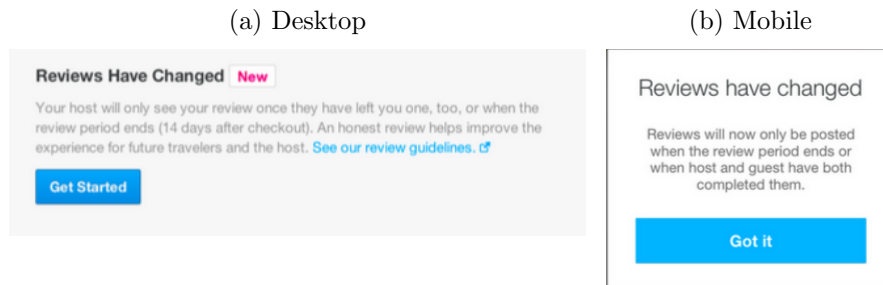 (a) Desktop
Reviews Have Changed New
Your host will only see your review once they have left you one, too, or when the
review period ends (14 days after checkout). An honest review helps improve the
experience for future travelers and the host. See our review guidelines.
Get Started
(b) Mobile
Reviews have changed
Reviews will now only be posted
when the review period ends or
when host and guest have both
completed them.
Got it